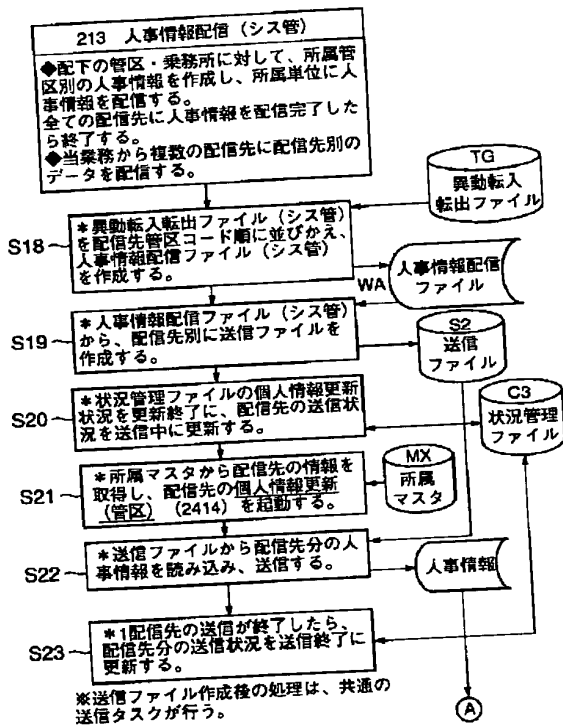 213 人事情報配信（シス管）
◆配下の管区・乗務所に対して、所属管
区別の人事情報を作成し、所属単位に人
事情報を配信する。
全ての配信先に人事情報を配信完了した
ら終了する。
◆当業務から複数の配信先に配信先別の
データを配信する。
TG
異動転入
転出ファイル
S18
＊異動転入転出ファイル（シス管）
を配信先管区コード順に並びかえ、
人事情報配信ファイル（シス管）
を作成する。
WA
人事情報配信
ファイル
S19
＊人事情報配信ファイル（シス管）
から、配信先別に送信ファイルを
作成する。
S2
送信
ファイル
S20
＊状況管理ファイルの個人情報更新
状況を更新終了に、配信先の送信状
況を送信中に更新する。
C3
状況管理
ファイル
S21
＊所属マスタから配信先の情報を
取得し、配信先の個人情報更新
（管区）（2414）を起動する。
MX
所属
マスタ
S22
＊送信ファイルから配信先分の人
事情報を読み込み、送信する。
人事情報
S23
＊1配信先の送信が終了したら、
配信先分の送信状況を送信終了に
更新する。
※送信ファイル作成後の処理は、共通の
送信タスクが行う。
A